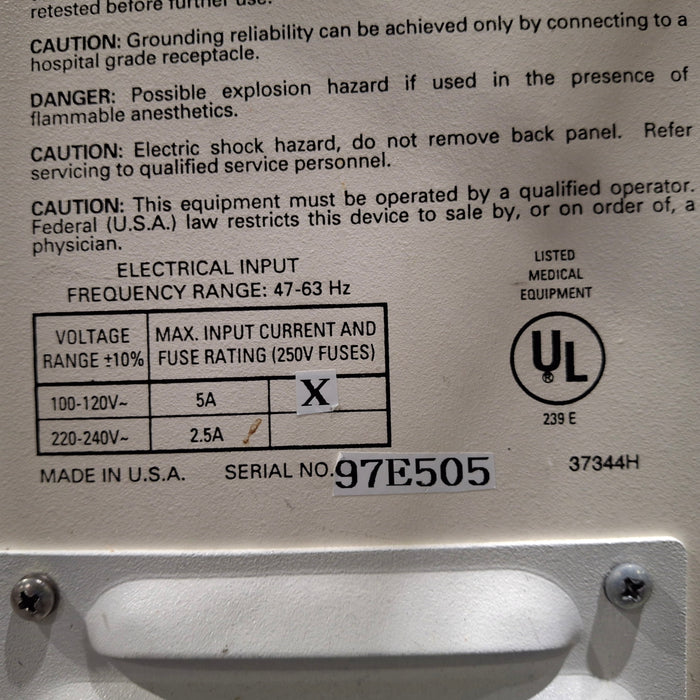 retested before further use.
CAUTION: Grounding reliability can be achieved only by connecting to a
hospital grade receptacle.
DANGER: Possible explosion hazard if used in the presence of
flammable anesthetics.
CAUTION: Electric shock hazard, do not remove back panel. Refer
servicing to qualified service personnel.
CAUTION: This equipment must be operated by a qualified operator.
Federal (U.S.A.) law restricts this device to sale by, or on order of, a
physician.
ELECTRICAL INPUT
FREQUENCY RANGE: 47-63 Hz
VOLTAGE RANGE ±10% MAX. INPUT CURRENT AND FUSE RATING (250V FUSES)
100-120V~ 5A X
220-240V~ 2.5A
LISTED
MEDICAL
EQUIPMENT
UL®
239 E
MADE IN U.S.A. SERIAL NO. 97E505 37344H